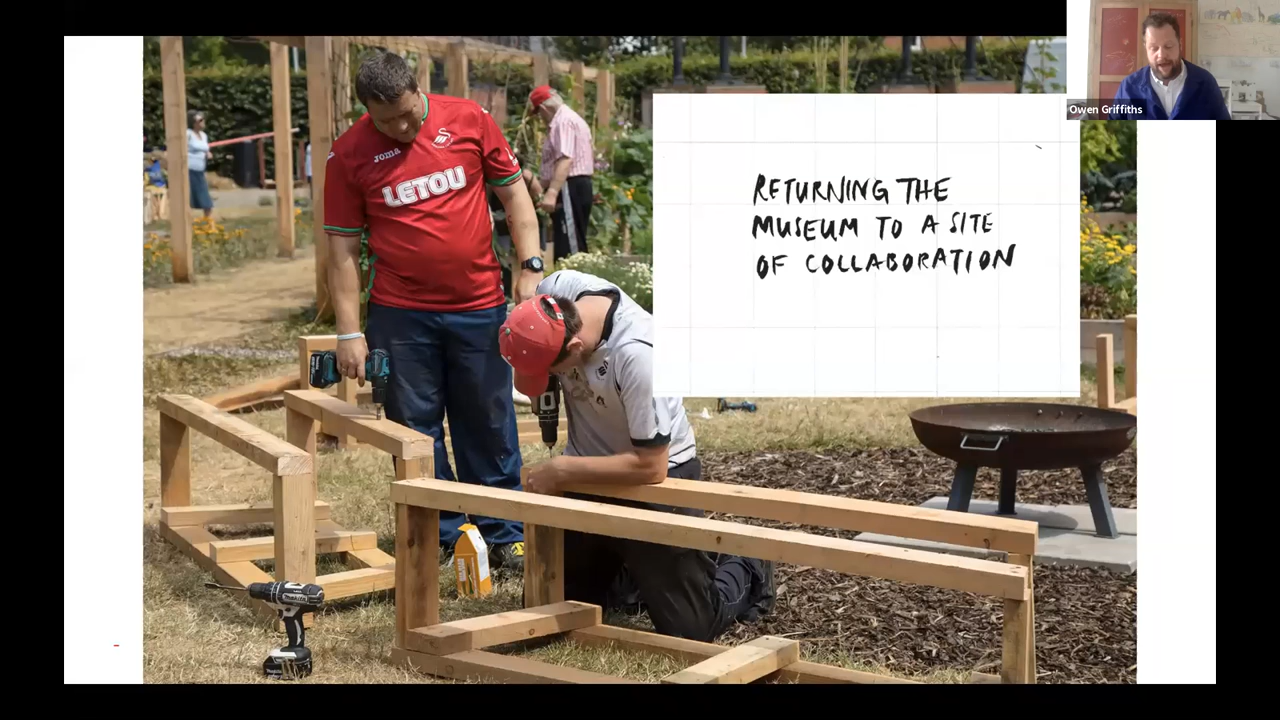 Owen Griffiths
Joma
LETOU
RETURNING THE
MUSEUM TO A SITE
OF COLLABORATION